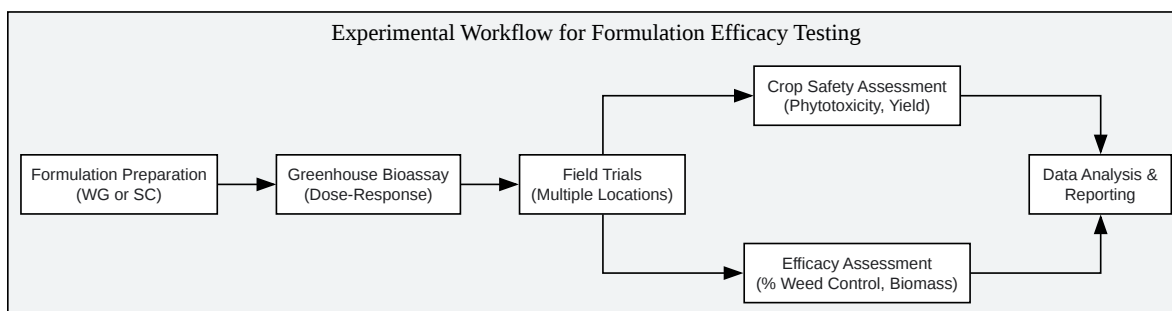 Experimental Workflow for Formulation Efficacy Testing
Crop Safety Assessment
(Phytotoxicity, Yield)
Formulation Preparation
(WG or SC)
Greenhouse Bioassay
(Dose-Response)
Field Trials
(Multiple Locations)
Data Analysis &
Reporting
Efficacy Assessment
(% Weed Control, Biomass)